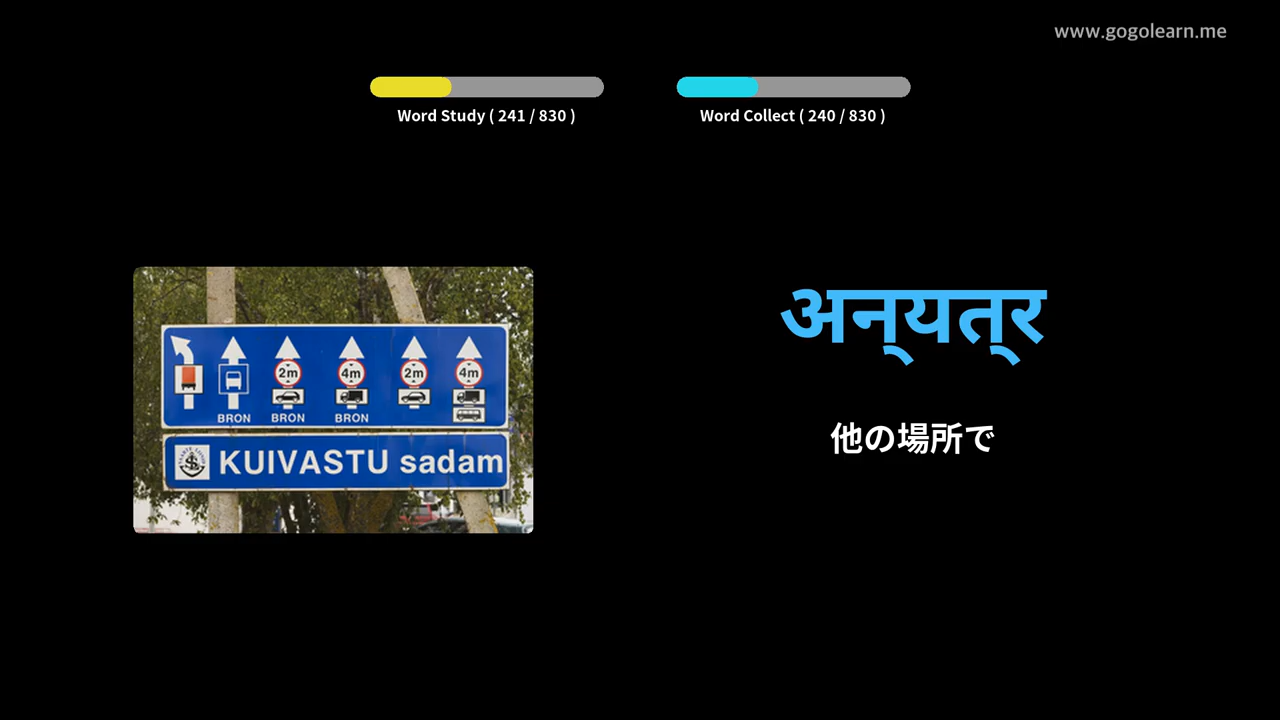 www.gogolearn.me
Word Study ( 241 / 830 )
Word Collect ( 240 / 830 )
2m 4m 2m 4m
BRON BRON BRON
KUIVASTU sadam
अन्‌यत्‌र
他の場所で